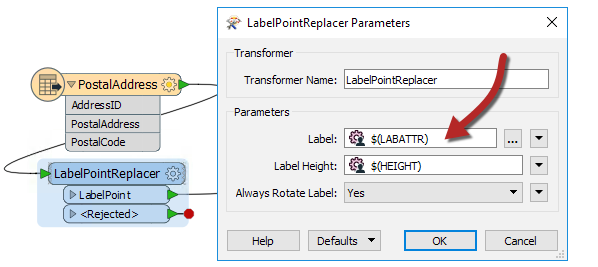 PostalAddress
AddressID
PostalAddress
PostalCode
LabelPointReplacer
LabelPoint
<Rejected>
LabelPointReplacer Parameters
Transformer
Transformer Name: LabelPointReplacer
Parameters
Label: $(LABATTR) ...
Label Height: $(HEIGHT)
Always Rotate Label: Yes
Help Defaults OK Cancel